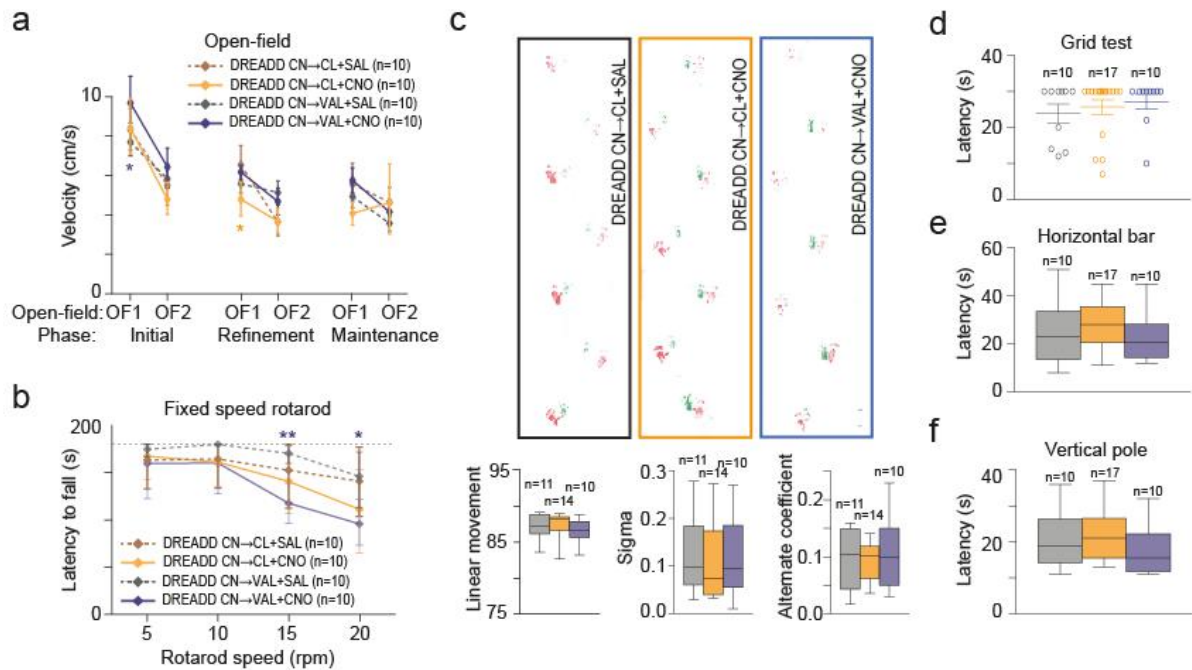 a
Open-field
DREADD CN→CL+SAL (n=10)
DREADD CN→CL+CNO (n=10)
DREADD CN→VAL+SAL (n=10)
DREADD CN→VAL+CNO (n=10)
10
0
Velocity (cm/s)
*
*
Open-field: OF1 OF2 OF1 OF2 OF1 OF2
Phase: Initial Refinement Maintenance
b
Fixed speed rotarod
200
0
Latency to fall (s)
** *
DREADD CN→CL+SAL (n=10)
DREADD CN→CL+CNO (n=10)
DREADD CN→VAL+SAL (n=10)
DREADD CN→VAL+CNO (n=10)
5 10 15 20
Rotarod speed (rpm)
c
DREADD CN→CL+SAL
DREADD CN→CL+CNO
DREADD CN→VAL+CNO
Linear movement
95
85
75
n=11
n=14
n=10
Sigma
0.3
0.2
0.1
0.0
n=11
n=14
n=10
Alternate coefficient
0.2
0.1
0.0
n=11
n=14
n=10
d
Grid test
Latency (s)
40
20
0
n=10 n=17 n=10
e
Horizontal bar
Latency (s)
60
40
20
0
n=10
n=17
n=10
f
Vertical pole
Latency (s)
40
20
0
n=10
n=17
n=10